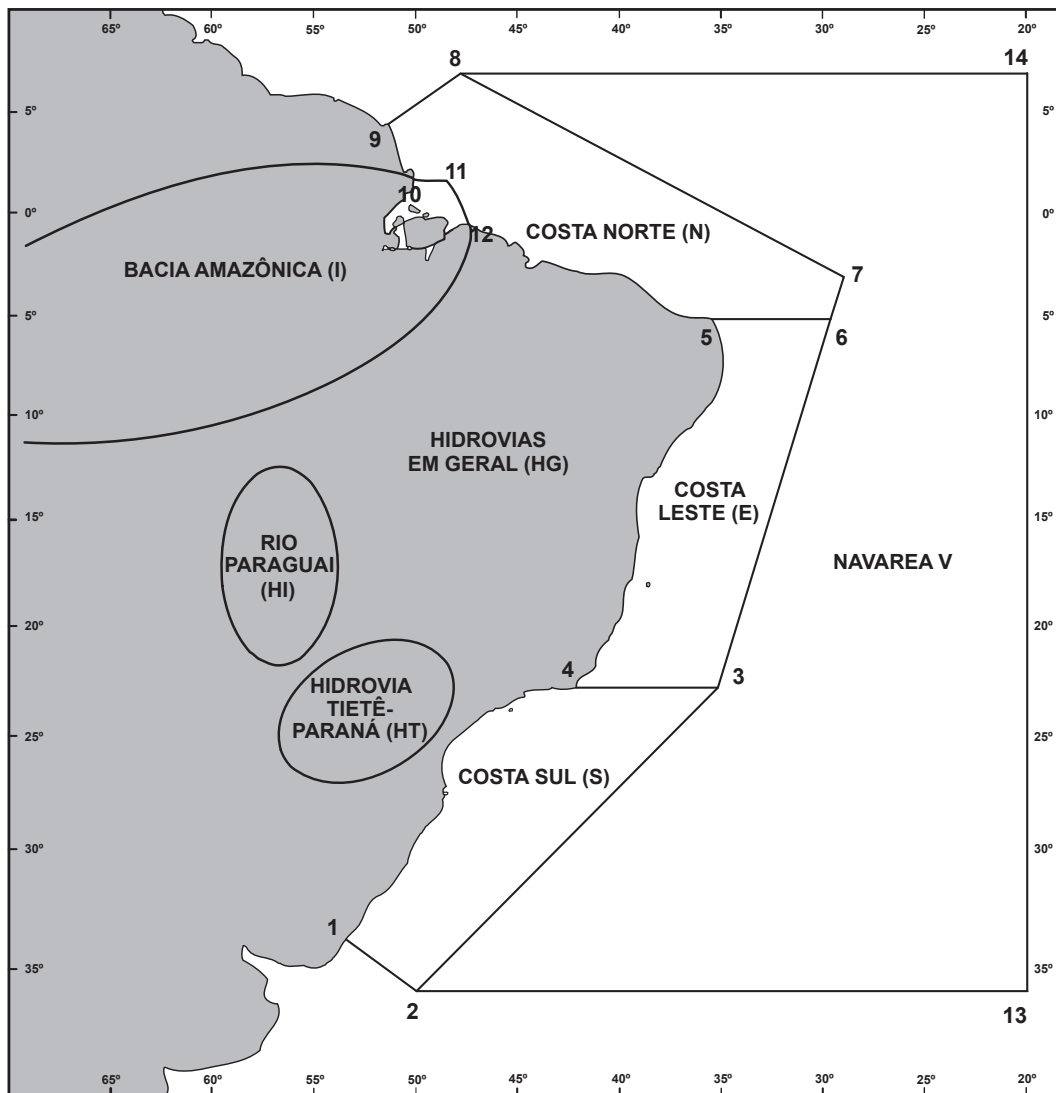 65º 60º 55º 50º 45º 40º 35º 30º 25º 20º
8 14
5º 5º
9
11
10
0º 0º
12
COSTA NORTE (N)
BACIA AMAZÔNICA (I)
7
5º 5º
5 6
10º 10º
HIDROVIAS
EM GERAL (HG)
COSTA
LESTE (E)
15º 15º
RIO
PARAGUAI
(HI)
NAVAREA V
20º 20º
4 3
HIDROVIA
TIETÊ-
PARANÁ (HT)
25º 25º
COSTA SUL (S)
30º 30º
1
35º 35º
2 13
65º 60º 55º 50º 45º 40º 35º 30º 25º 20º